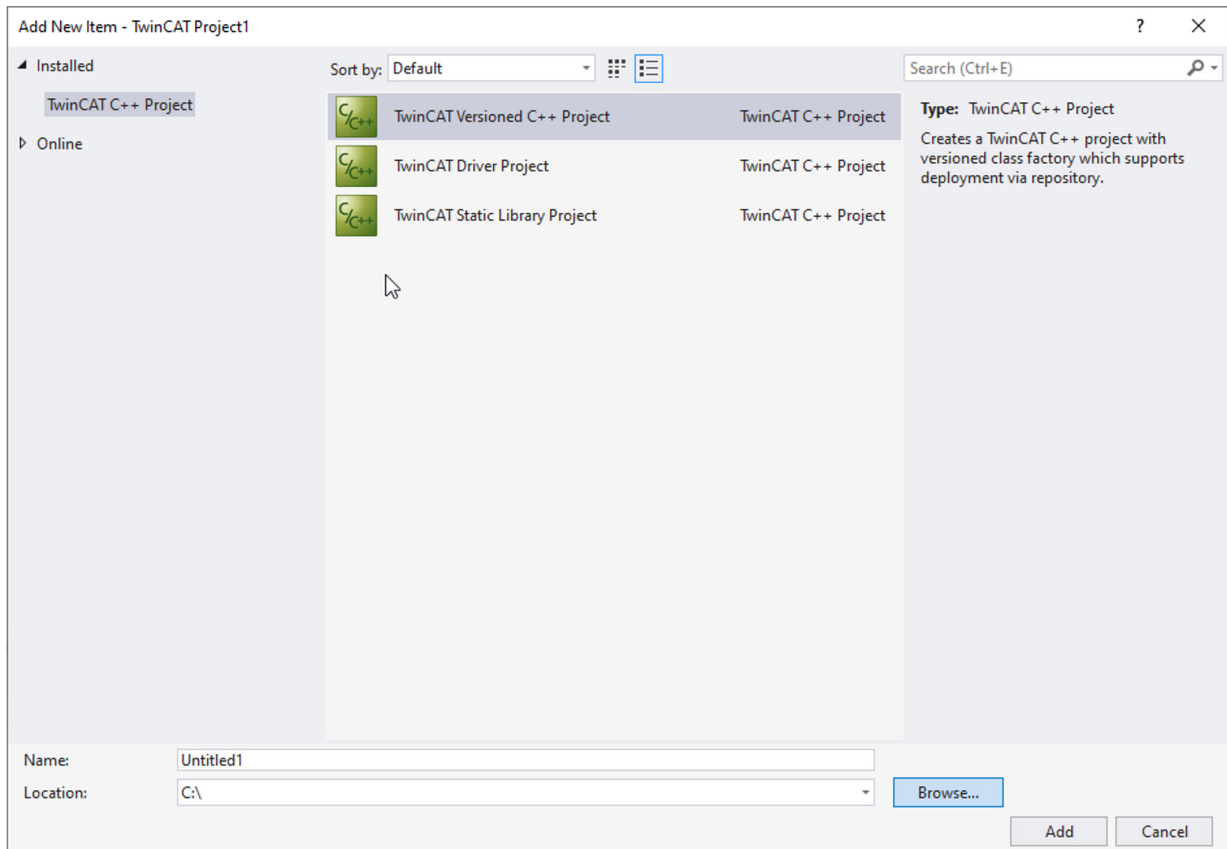 Add New Item - TwinCAT Project1
?
Installed
TwinCAT C++ Project
Online
Sort by: Default
Search (Ctrl+E)
C/C++ TwinCAT Versioned C++ Project TwinCAT C++ Project
C/C++ TwinCAT Driver Project TwinCAT C++ Project
C/C++ TwinCAT Static Library Project TwinCAT C++ Project
Type: TwinCAT C++ Project
Creates a TwinCAT C++ project with
versioned class factory which supports
deployment via repository.
Name: Untitled1
Location: C:\ Browse...
Add Cancel